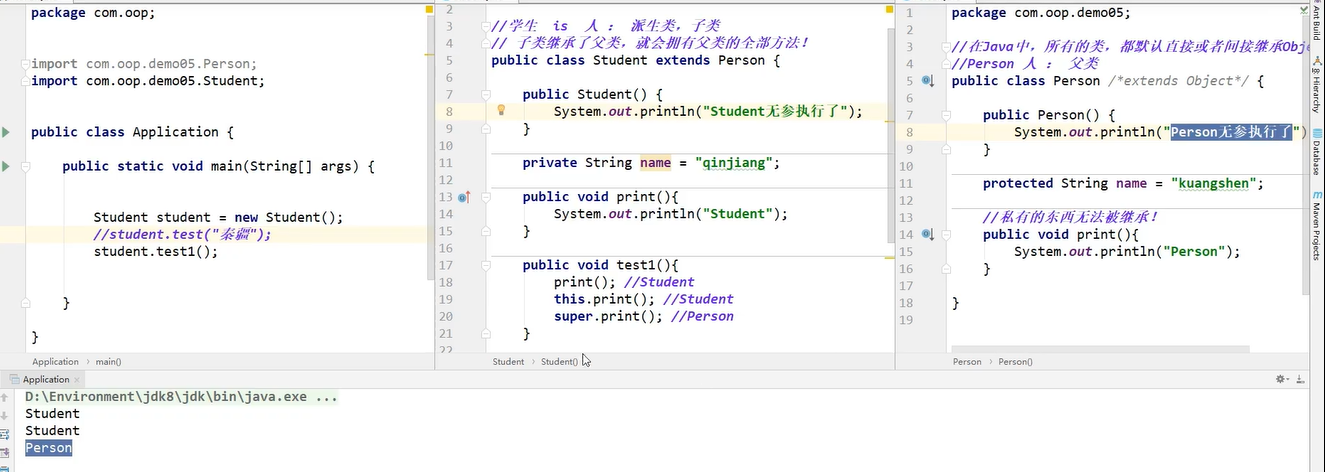 package com.oop;
import com.oop.demo05.Person;
import com.oop.demo05.Student;
public class Application {
public static void main(String[] args) {
Student student = new Student();
//student.test("秦疆");
student.test1();
}
}
Application > main()
2
3 //学生 is 人 : 派生类，子类
4 // 子类继承了父类，就会拥有父类的全部方法！
5 public class Student extends Person {
6
7 public Student() {
8 System.out.println("Student无参执行了");
9 }
10
11 private String name = "qinjiang";
12
13 public void print(){
14 System.out.println("Student");
15 }
16
17 public void test1(){
18 print(); //Student
19 this.print(); //Student
20 super.print(); //Person
21 }
22
Student > Student()
1 package com.oop.demo05;
2
3 //在Java中，所有的类，都默认直接或者间接继承Obje
4 //Person 人 : 父类
5 public class Person /*extends Object*/ {
6
7 public Person() {
8 System.out.println("Person无参执行了")
9 }
10
11 protected String name = "kuangshen";
12
13 //私有的东西无法被继承！
14 public void print(){
15 System.out.println("Person");
16 }
17
18 }
19
Person > Person()
Ant Build
8: Hierarchy
Database
Maven Projects
Application
D:\Environment\jdk8\jdk\bin\java.exe ...
Student
Student
Person